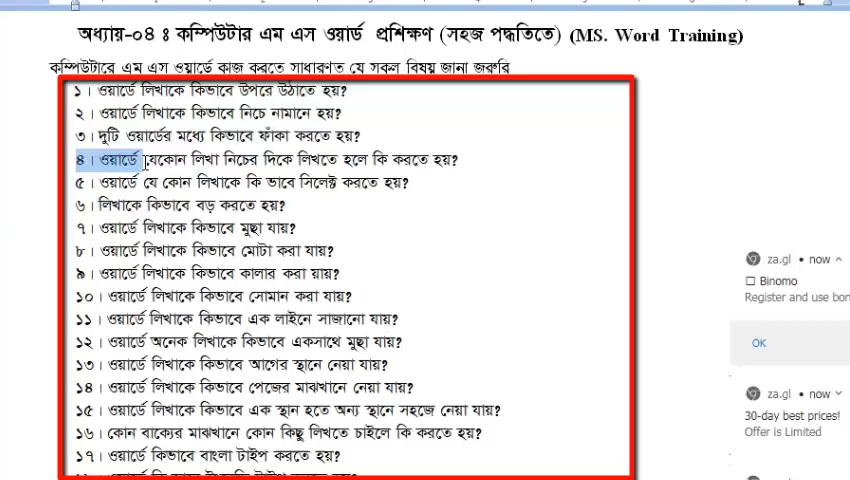 অধ্যায়-০৪ ঃ কম্পিউটার এম এস ওয়ার্ড প্রশিক্ষণ (সহজ পদ্ধতিতে) (MS. Word Training)
কম্পিউটারে এম এস ওয়ার্ডে কাজ করতে সাধারণত যে সকল বিষয় জানা জরুরি
১। ওয়ার্ডে লিখাকে কিভাবে উপরে উঠাতে হয়?
২। ওয়ার্ডে লিখাকে কিভাবে নিচে নামানে হয়?
৩। দুটি ওয়ার্ডের মধ্যে কিভাবে ফাঁকা করতে হয়?
৪। ওয়ার্ডে যেকোন লিখা নিচের দিকে লিখতে হলে কি করতে হয়?
৫। ওয়ার্ডে যে কোন লিখাকে কি ভাবে সিলেক্ট করতে হয়?
৬। লিখাকে কিভাবে বড় করতে হয়?
৭। ওয়ার্ডে লিখাকে কিভাবে মুছা যায়?
৮। ওয়ার্ডে লিখাকে কিভাবে মোটা করা যায়?
৯। ওয়ার্ডে লিখাকে কিভাবে কালার করা য়ায়?
১০। ওয়ার্ডে লিখাকে কিভাবে সোমান করা যায়?
১১। ওয়ার্ডে লিখাকে কিভাবে এক লাইনে সাজানো যায়?
১২। ওয়ার্ডে অনেক লিখাকে কিভাবে একসাথে মুছা যায়?
১৩। ওয়ার্ডে লিখাকে কিভাবে আগের স্থানে নেয়া যায়?
১৪। ওয়ার্ডে লিখাকে কিভাবে পেজের মাঝখানে নেয়া যায়?
১৫। ওয়ার্ডে লিখাকে কিভাবে এক স্থান হতে অন্য স্থানে সহজে নেয়া যায়?
১৬। কোন বাক্যের মাঝখানে কোন কিছু লিখতে চাইলে কি করতে হয়?
১৭। ওয়ার্ডে কিভাবে বাংলা টাইপ করতে হয়?
za.gl • now
Binomo
Register and use bon
OK
za.gl • now
30-day best prices!
Offer is Limited